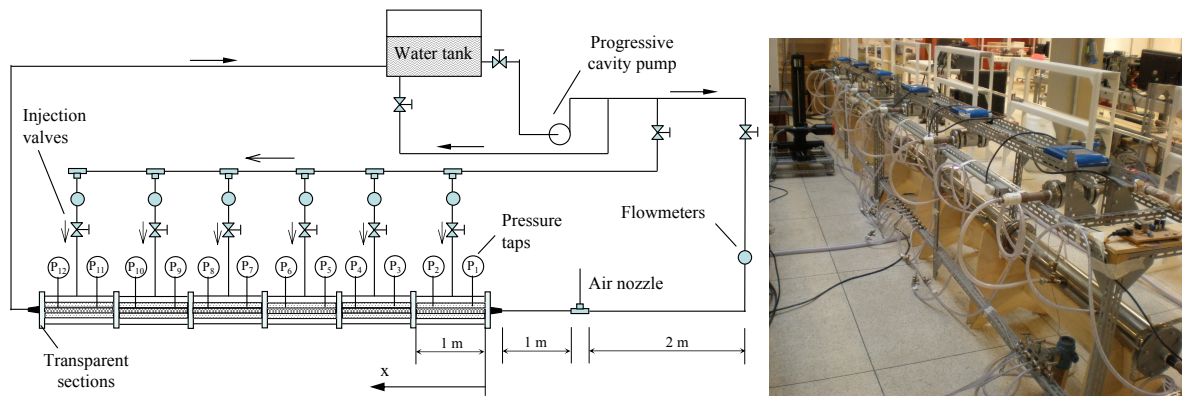 Water tank
Progressive
cavity pump
Injection
valves
Flowmeters
Pressure
taps
P12 P11 P10 P9 P8 P7 P6 P5 P4 P3 P2 P1
Air nozzle
Transparent
sections
1 m
1 m
2 m
x